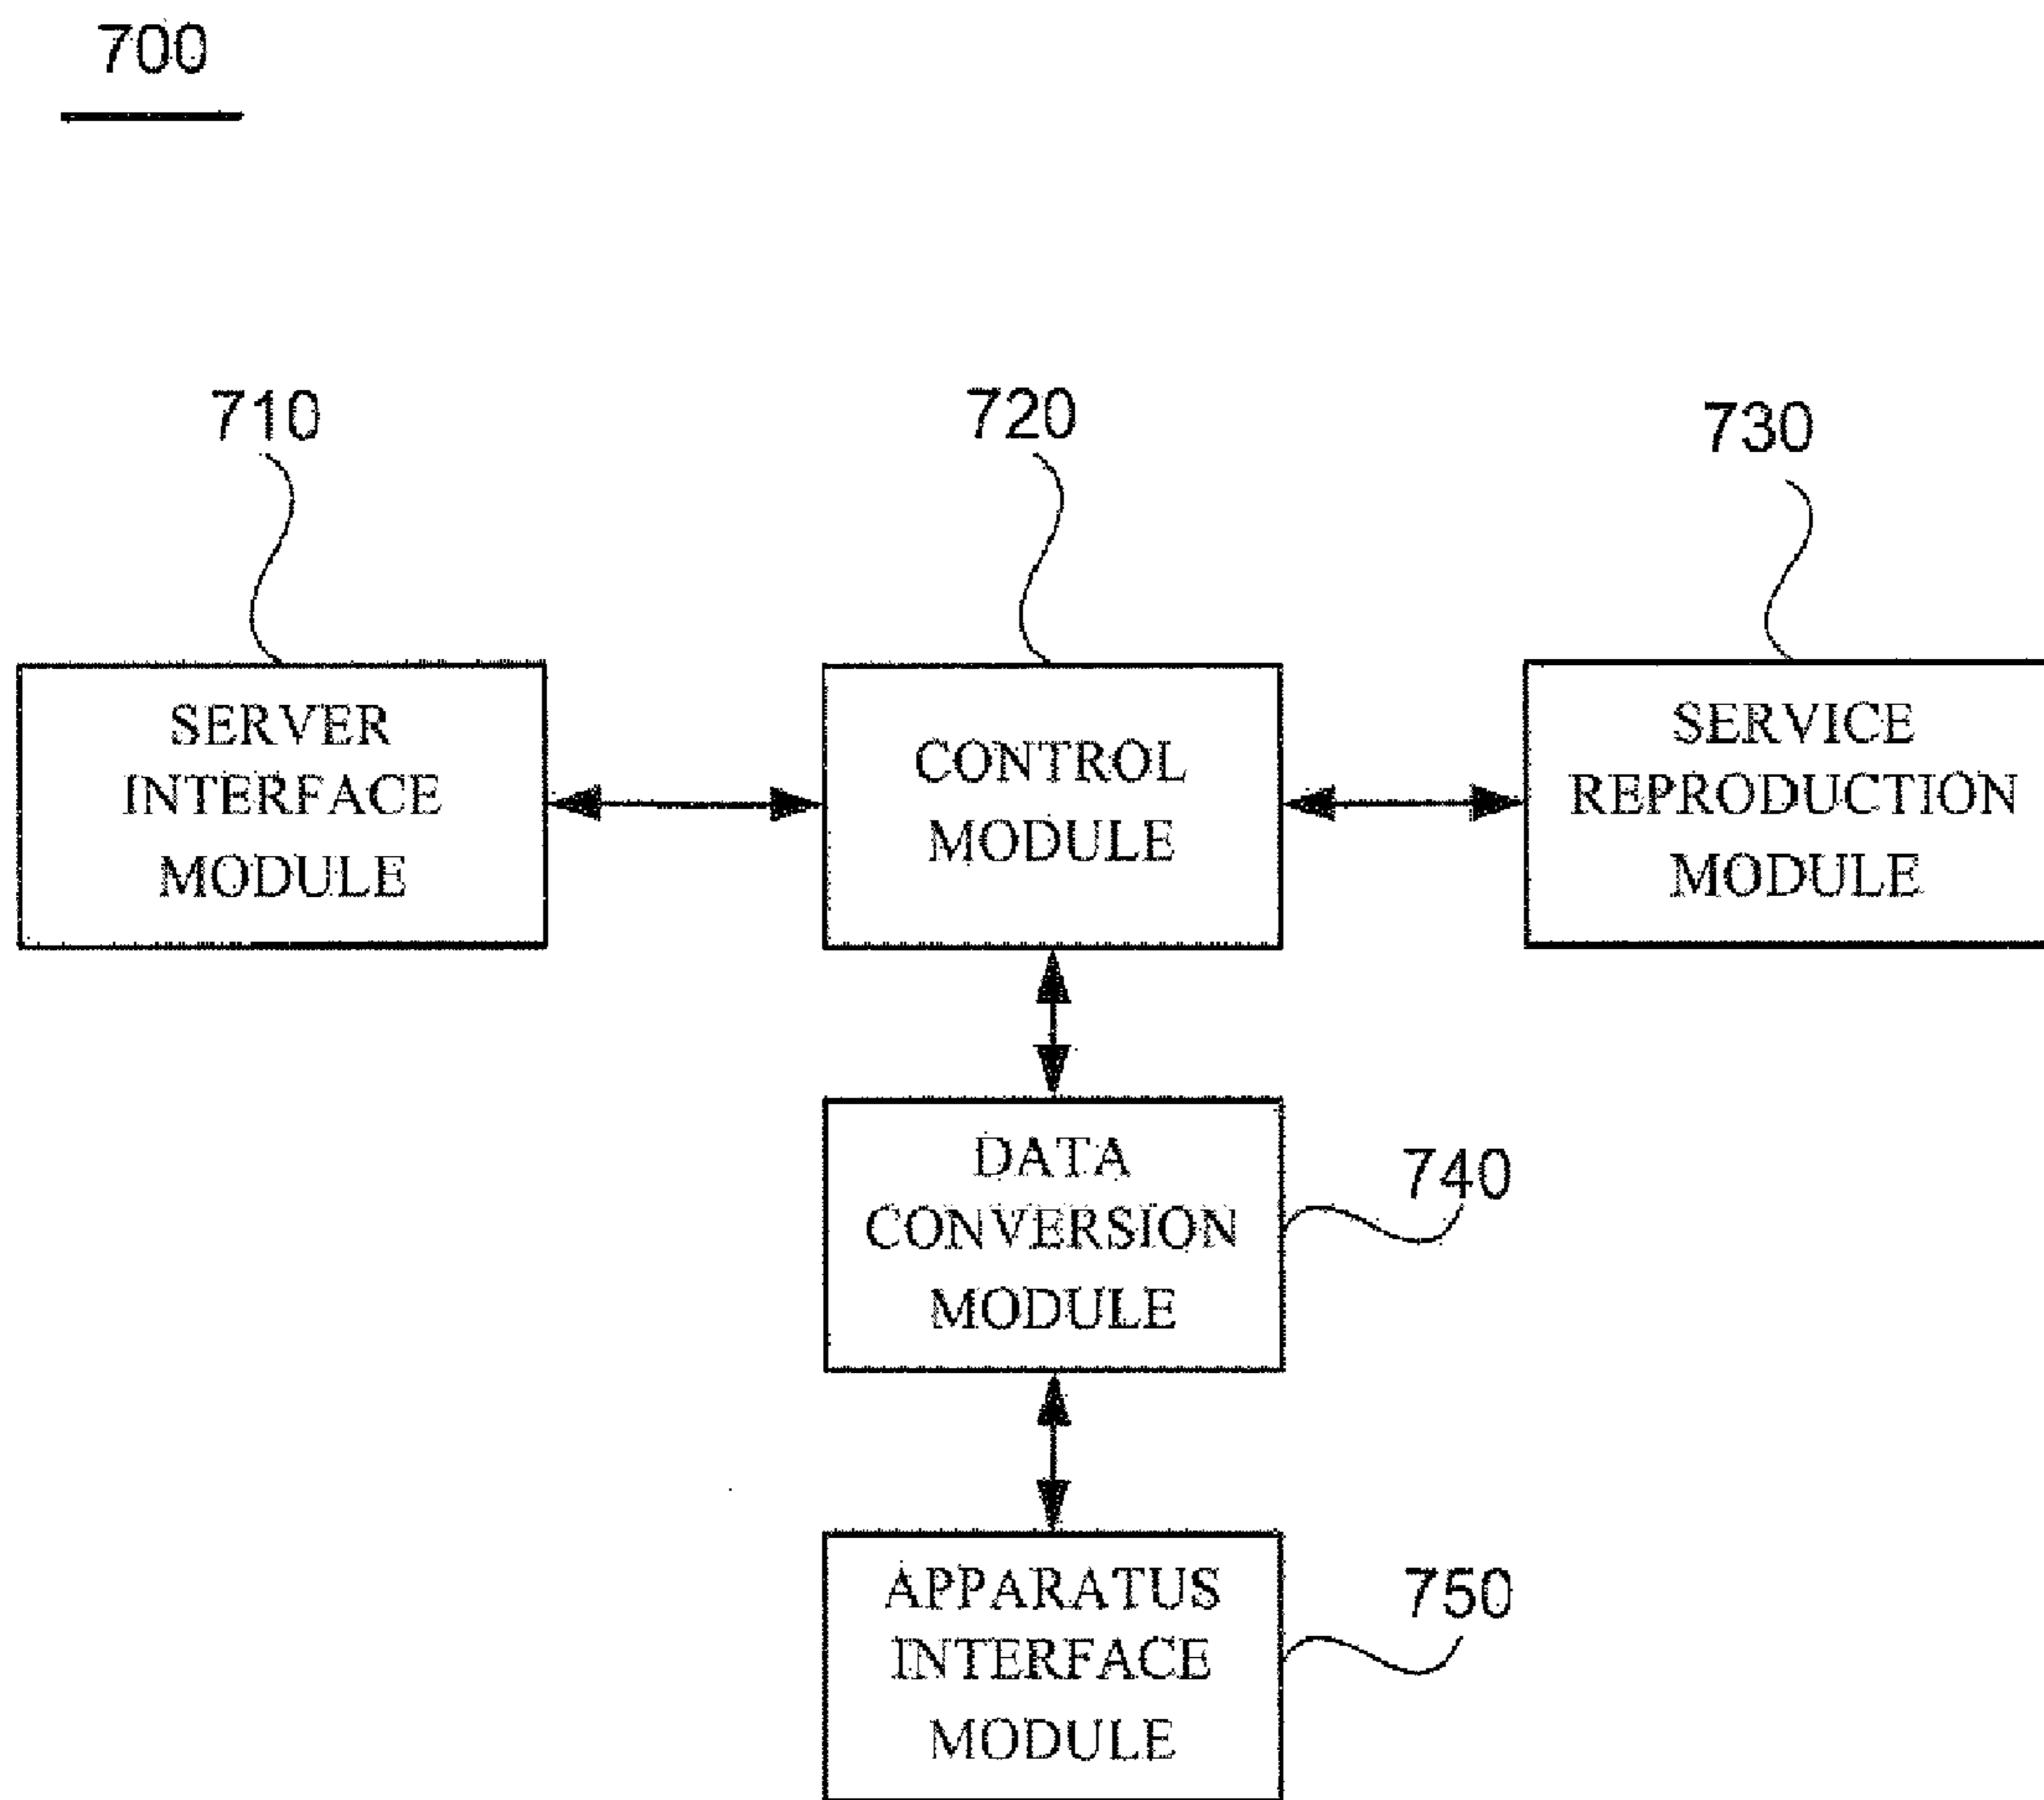 700
710
720
730
SERVER
INTERFACE
MODULE
CONTROL
MODULE
SERVICE
REPRODUCTION
MODULE
DATA
CONVERSION
MODULE
740
APPARATUS
INTERFACE
MODULE
750